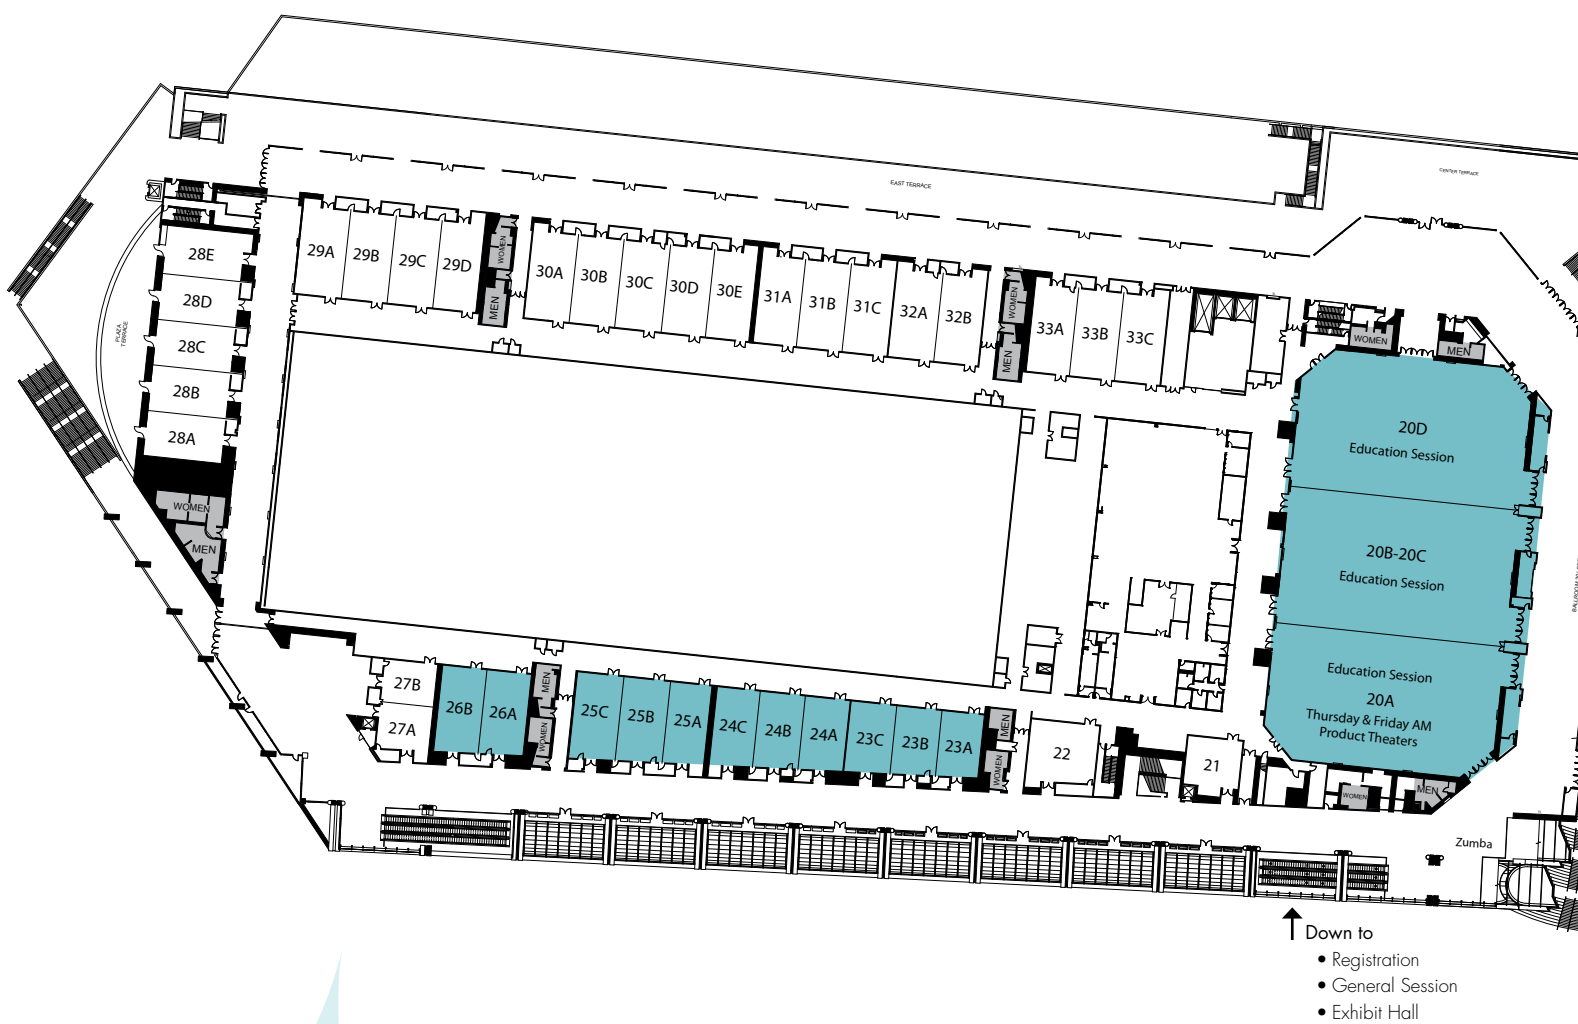 EAST TERRACE
CENTER TERRACE
PLAZA
TERRACE
28E
28D
28C
28B
28A
WOMEN
MEN
29A
29B
29C
29D
WOMEN
MEN
30A
30B
30C
30D
30E
31A
31B
31C
32A
32B
WOMEN
MEN
33A
33B
33C
WOMEN
MEN
20D
Education Session
20B-20C
Education Session
Education Session
20A
Thursday & Friday AM
Product Theaters
27B
27A
26B
26A
MEN
WOMEN
25C
25B
25A
24C
24B
24A
23C
23B
23A
MEN
WOMEN
22
21
WOMEN
MEN
Zumba
Down to
• Registration
• General Session
• Exhibit Hall